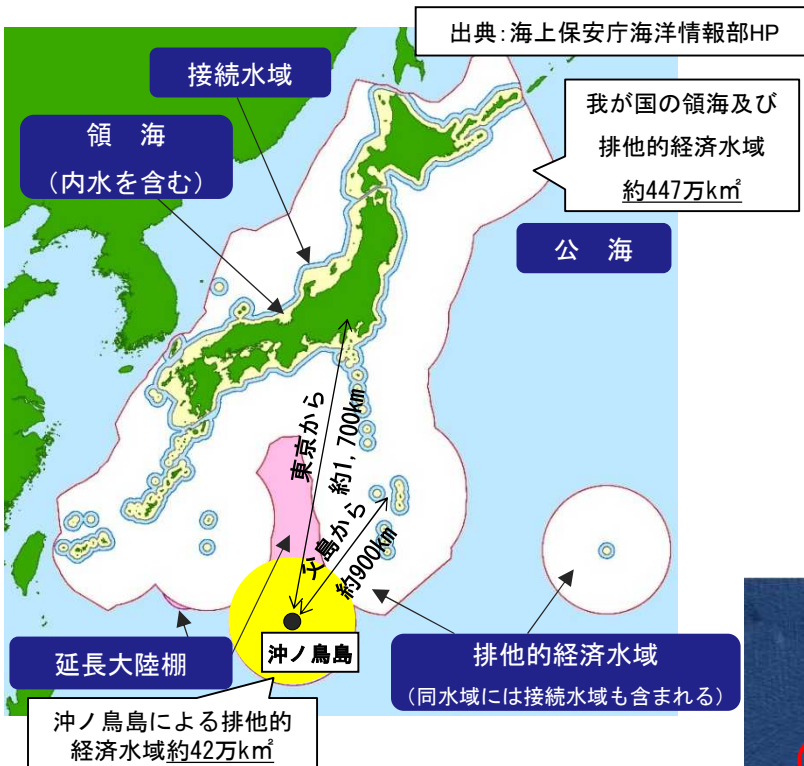 出典：海上保安庁海洋情報部HP
接続水域
領　海
（内水を含む）
我が国の領海及び
排他的経済水域
約447万k㎡
公　海
東京から
約1,700km
父島から
約900km
延長大陸棚
沖ノ鳥島
排他的経済水域
（同水域には接続水域も含まれる）
沖ノ鳥島による排他的
経済水域約42万k㎡